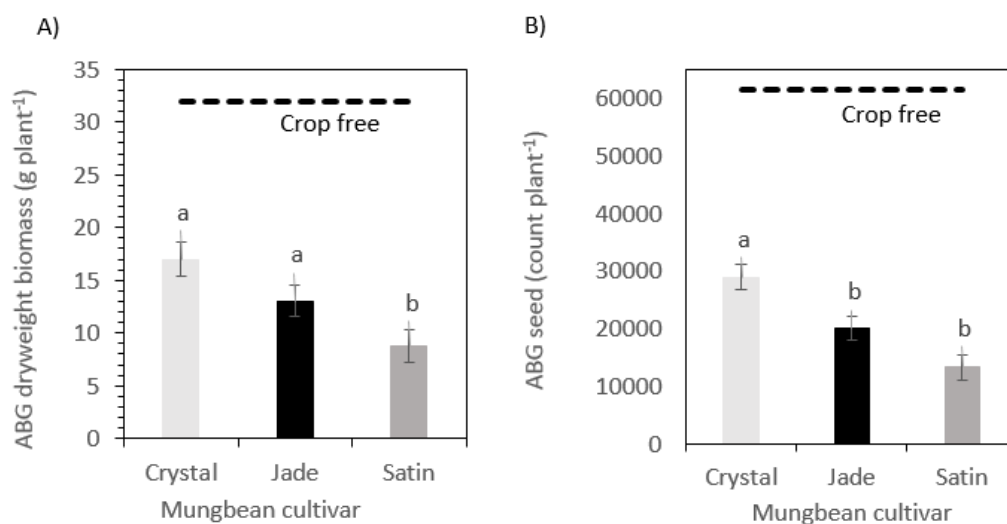 A)
ABG dryweight biomass (g plant⁻¹)
35
30
25
20
15
10
5
0
Crop free
a
a
b
Crystal Jade Satin
Mungbean cultivar
B)
ABG seed (count plant⁻¹)
60000
50000
40000
30000
20000
10000
0
Crop free
a
b
b
Crystal Jade Satin
Mungbean cultivar